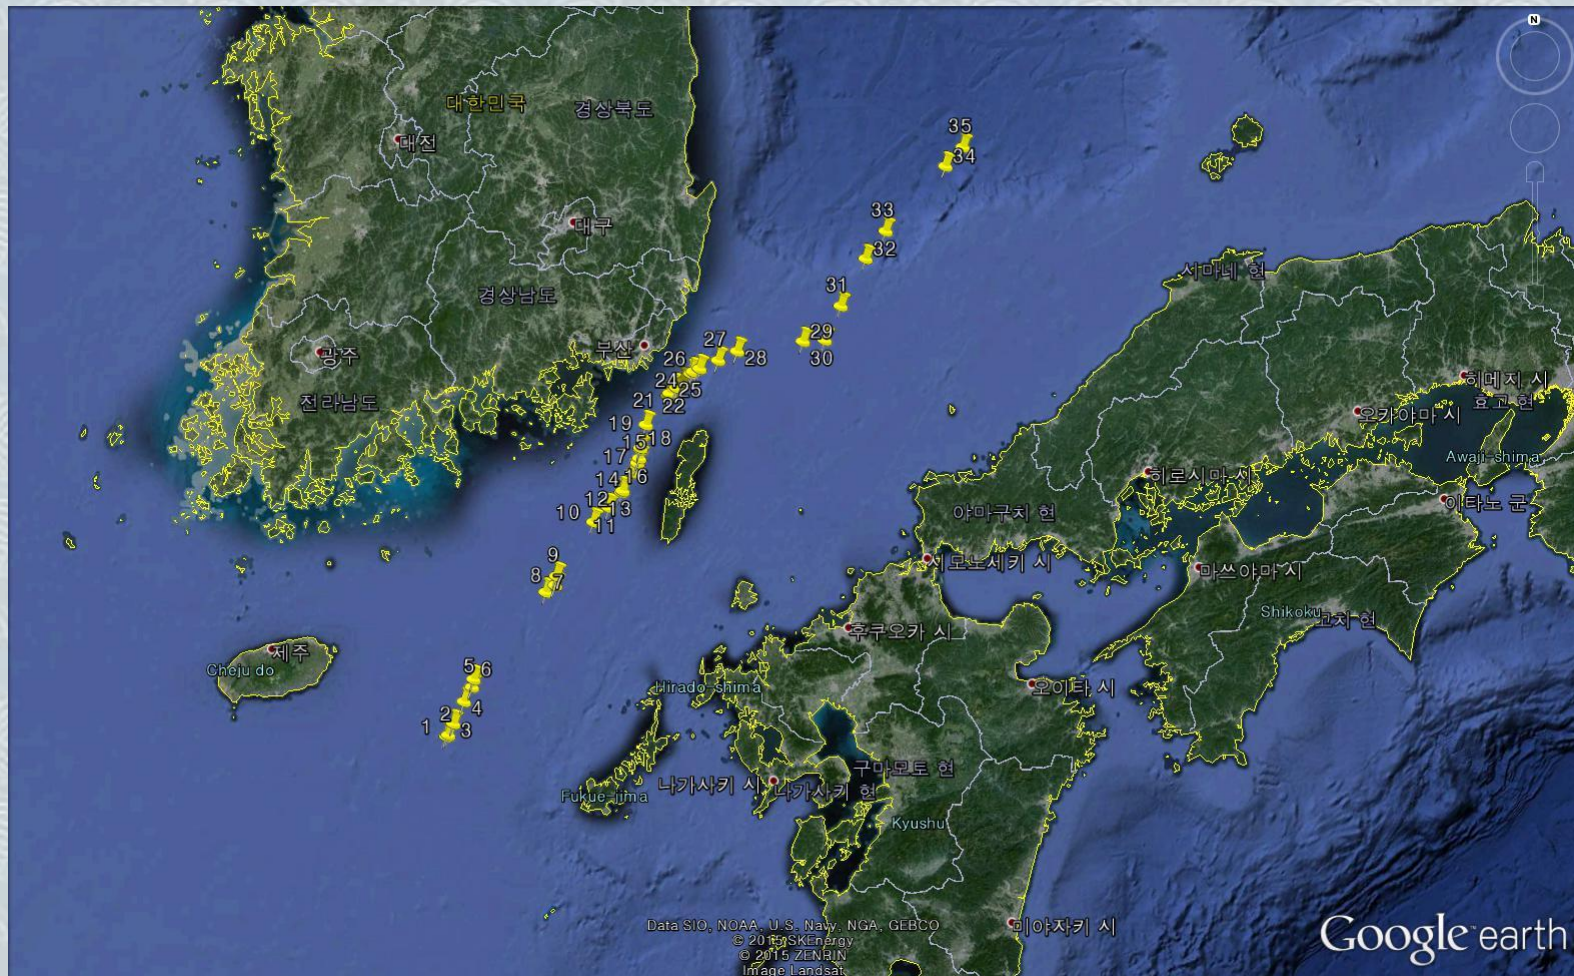 N
대한민국
경상북도
35
대전
34
33
대구
32
서마네 현
31
경상남도
29
27
부산
26
28
30
광주
24
25
히메지 시
전라남도
21
22
효고 현
오카야마 시
19
18
15
Awaji-shima
17
14
16
히로시마 시
12
13
이타노 군
10
11
야마구치 현
9
시모노세키 시
8
7
마쓰야마 시
Shikoku
고치 현
후쿠오카 시
제주
Cheju do
5
6
Hirado-shima
오이타 시
2
4
1
3
구마모토 현
나가사키 시
나가사키 현
Fukue-jima
Kyushu
Data SIO, NOAA, U.S. Navy, NGA, GEBCO
© 2015 SKEnergy
© 2015 ZENRIN
Image Landsat
미야자키 시
Google earth